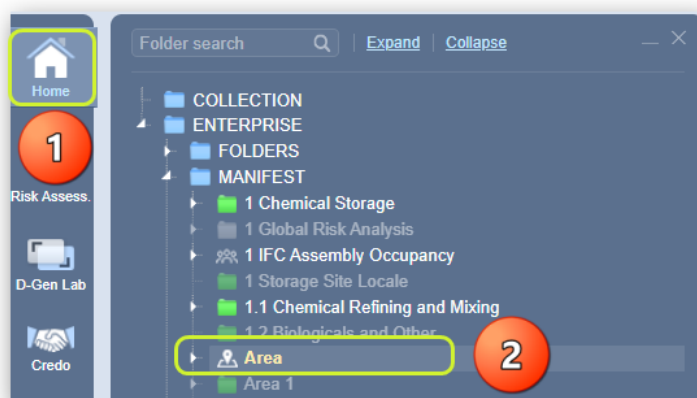 Folder search
Expand
Collapse
Home
COLLECTION
ENTERPRISE
1
FOLDERS
MANIFEST
Risk Assess.
1 Chemical Storage
1 Global Risk Analysis
1 IFC Assembly Occupancy
D-Gen Lab
1 Storage Site Locale
1.1 Chemical Refining and Mixing
1.2 Biologicals and Other
Area
2
Credo
Area 1